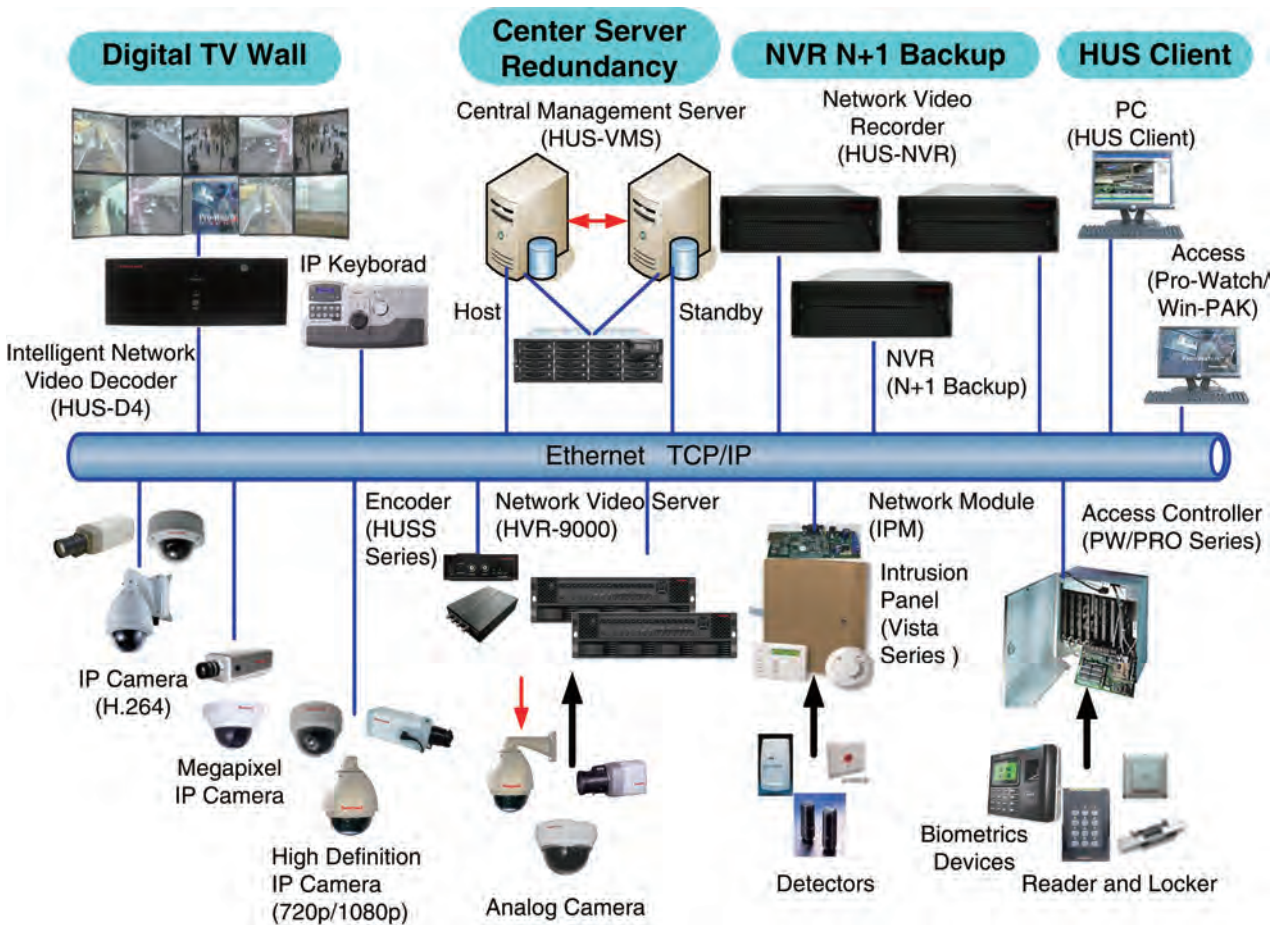 Digital TV Wall
Center Server
Redundancy
NVR N+1 Backup
HUS Client
Central Management Server
(HUS-VMS)
Network Video
Recorder
(HUS-NVR)
PC
(HUS Client)
IP Keyborad
Host
Standby
Access
(Pro-Watch/
Win-PAK)
Intelligent Network
Video Decoder
(HUS-D4)
NVR
(N+1 Backup)
Ethernet TCP/IP
Encoder
(HUSS
Series)
Network Video Server
(HVR-9000)
Network Module
(IPM)
Access Controller
(PW/PRO Series)
Intrusion
Panel
(Vista
Series )
IP Camera
(H.264)
Megapixel
IP Camera
High Definition
IP Camera
(720p/1080p)
Analog Camera
Detectors
Biometrics
Devices
Reader and Locker